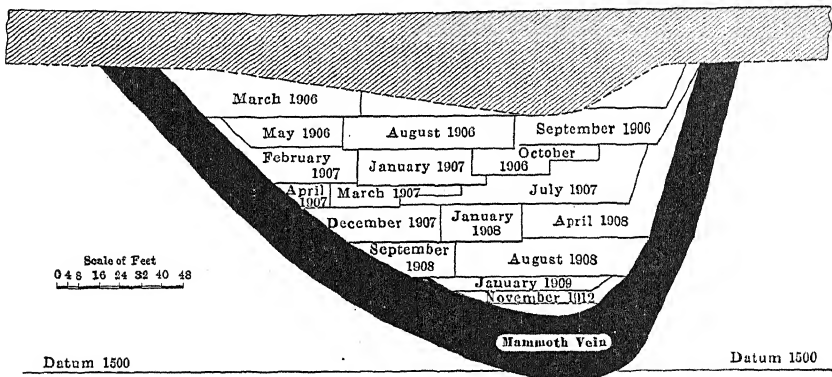 March 1906
May 1906
August 1906
September 1906
February
1907
January 1907
October
1906
April
1907
March 1907
July 1907
December 1907
January
1908
April 1908
September
1908
August 1908
Scale of Feet
0 4 8 16 24 32 40 48
January 1909
November 1912
Mammoth Vein
Datum 1500
Datum 1500